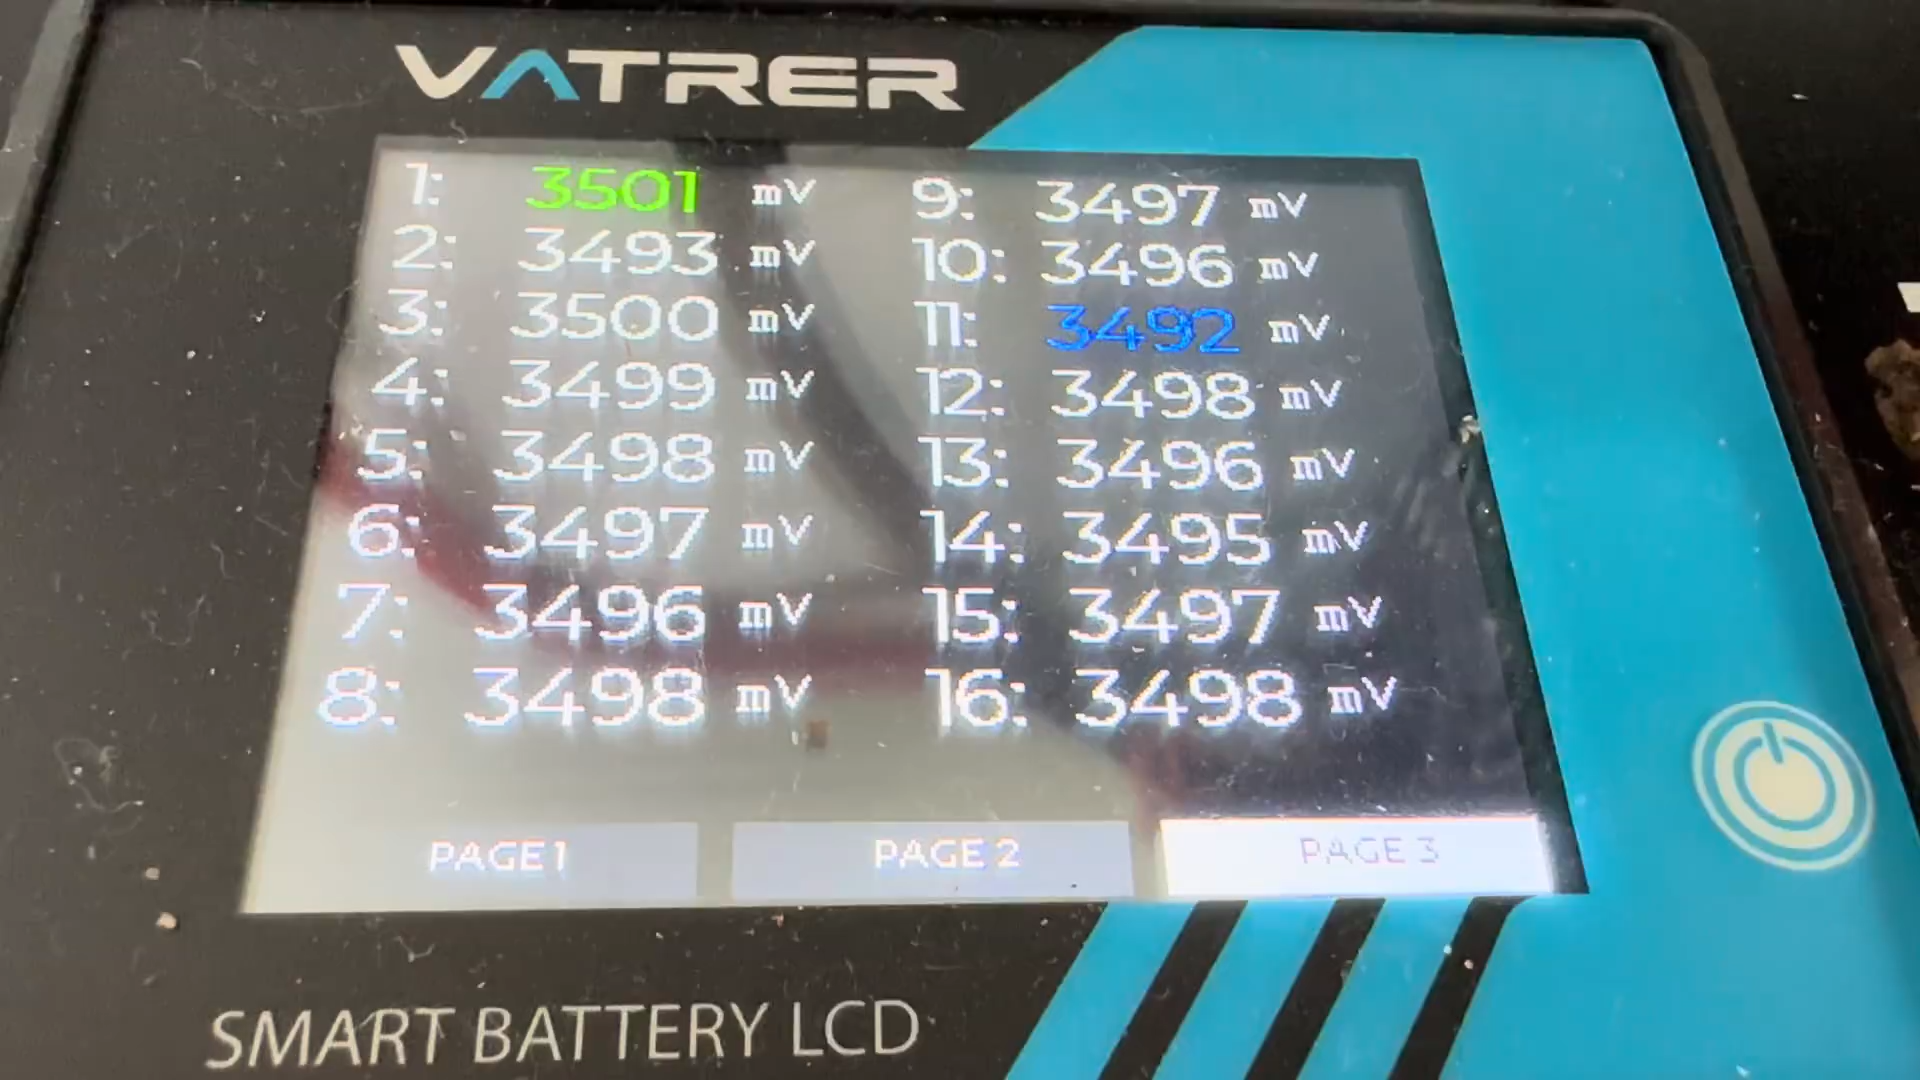 VATRER
1: 3501 mV 9: 3497 mV
2: 3493 mV 10: 3496 mV
3: 3500 mV 11: 3492 mV
4: 3499 mV 12: 3498 mV
5: 3498 mV 13: 3496 mV
6: 3497 mV 14: 3495 mV
7: 3496 mV 15: 3497 mV
8: 3498 mV 16: 3498 mV
PAGE 1 PAGE 2 PAGE 3
SMART BATTERY LCD